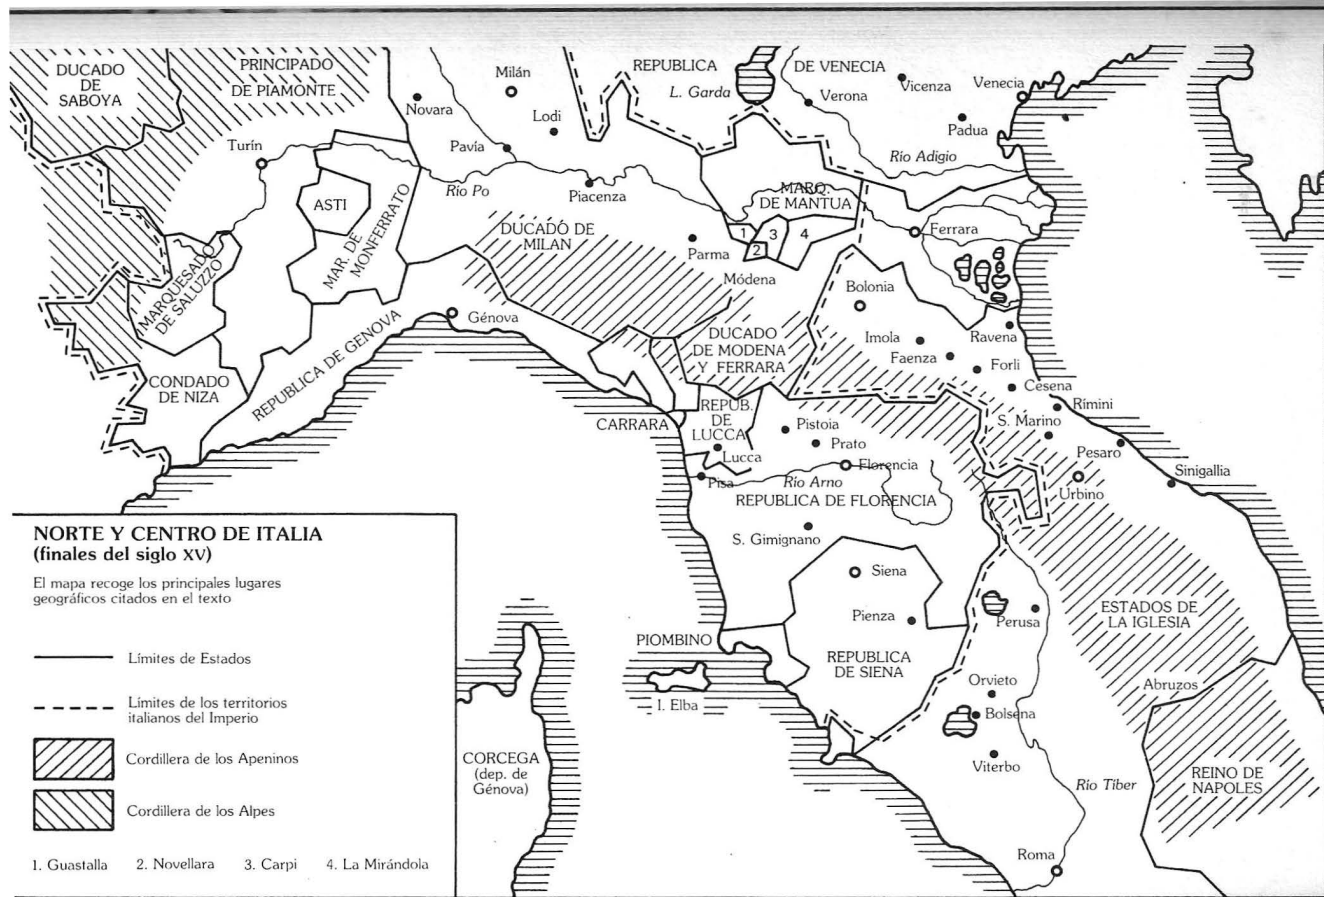 DUCADO
DE
SABOYA
PRINCIPADO
DE PIAMONTE
Milán
REPUBLICA
DE VENECIA
L. Garda
Novara
Lodi
Verona
Vicenza
Venecia
Padua
Turín
Pavía
Río Po
Piacenza
Río Adigio
ASTI
MAR. DE
MONFERRATO
MARQ.
DE MANTUA
DUCADO DE
MILAN
1
2
3
4
Ferrara
Parma
Módena
MARQUESADO
DE SALUZZO
Génova
Bolonia
REPUBLICA DE GENOVA
DUCADO
DE MODENA
Y FERRARA
Imola
Faenza
Ravena
Forli
Cesena
CONDADO
DE NIZA
CARRARA
REPUB.
DE
LUCCA
Lucca
Pistoia
Prato
S. Marino
Rimini
Pesaro
Sinigallia
Urbino
Pisa
Río Arno
Florencia
REPUBLICA DE FLORENCIA
S. Gimignano
Siena
Pienza
Perusa
ESTADOS DE
LA IGLESIA
PIOMBINO
REPUBLICA
DE SIENA
I. Elba
Orvieto
Bolsena
Viterbo
Abruzos
CORCEGA
(dep. de
Génova)
Río Tíber
REINO DE
NAPOLES
Roma
NORTE Y CENTRO DE ITALIA
(finales del siglo XV)
El mapa recoge los principales lugares
geográficos citados en el texto
Límites de Estados
Límites de los territorios
italianos del Imperio
Cordillera de los Apeninos
Cordillera de los Alpes
1. Guastalla 2. Novellara 3. Carpi 4. La Mirándola